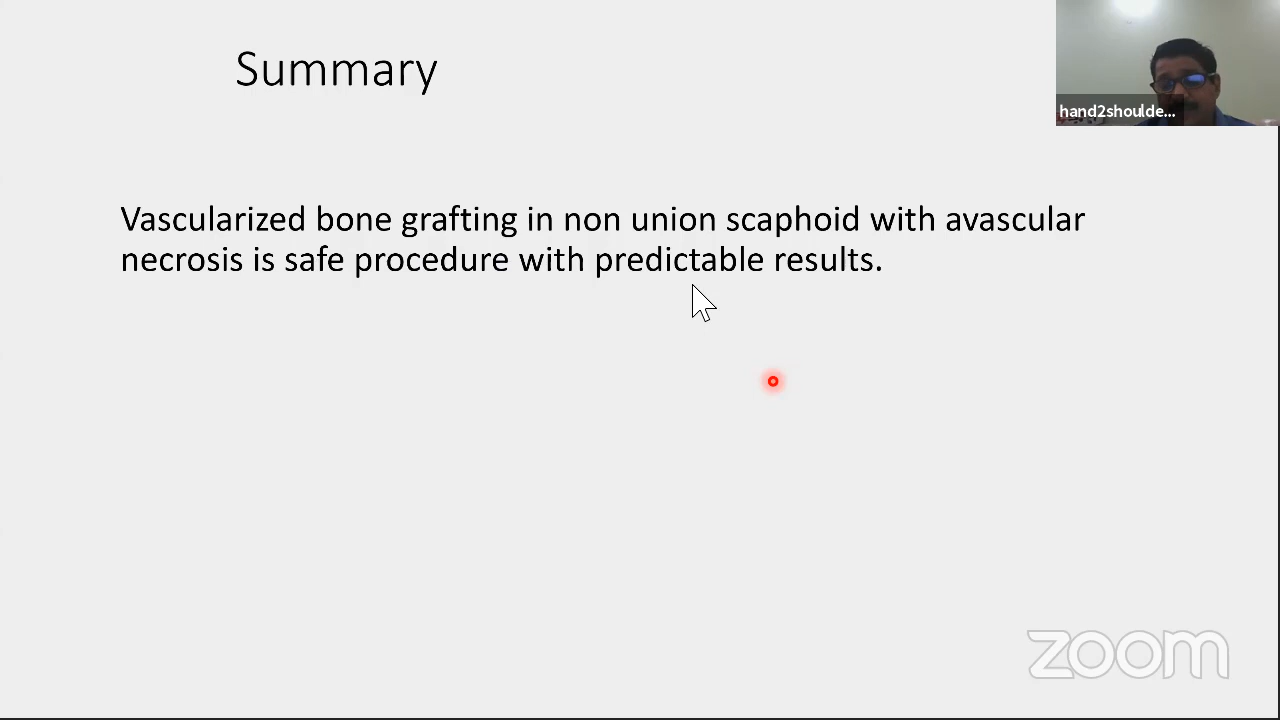 Summary
hand2shoulde...
Vascularized bone grafting in non union scaphoid with avascular
necrosis is safe procedure with predictable results.
zoom